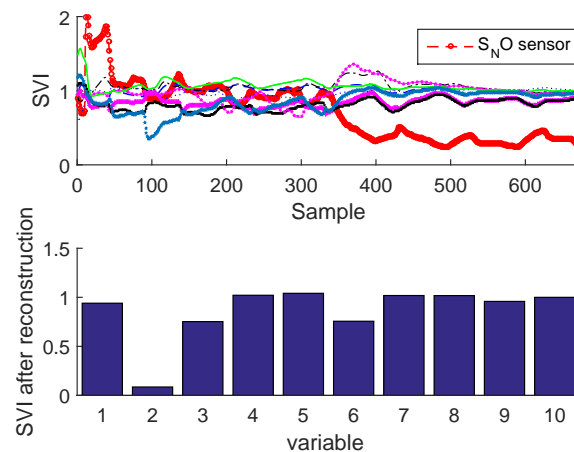 SVI
2
1
0
0 100 200 300 400 500 600
Sample
S_NO sensor
SVI after reconstruction
1.5
1
0.5
0
1 2 3 4 5 6 7 8 9 10
variable